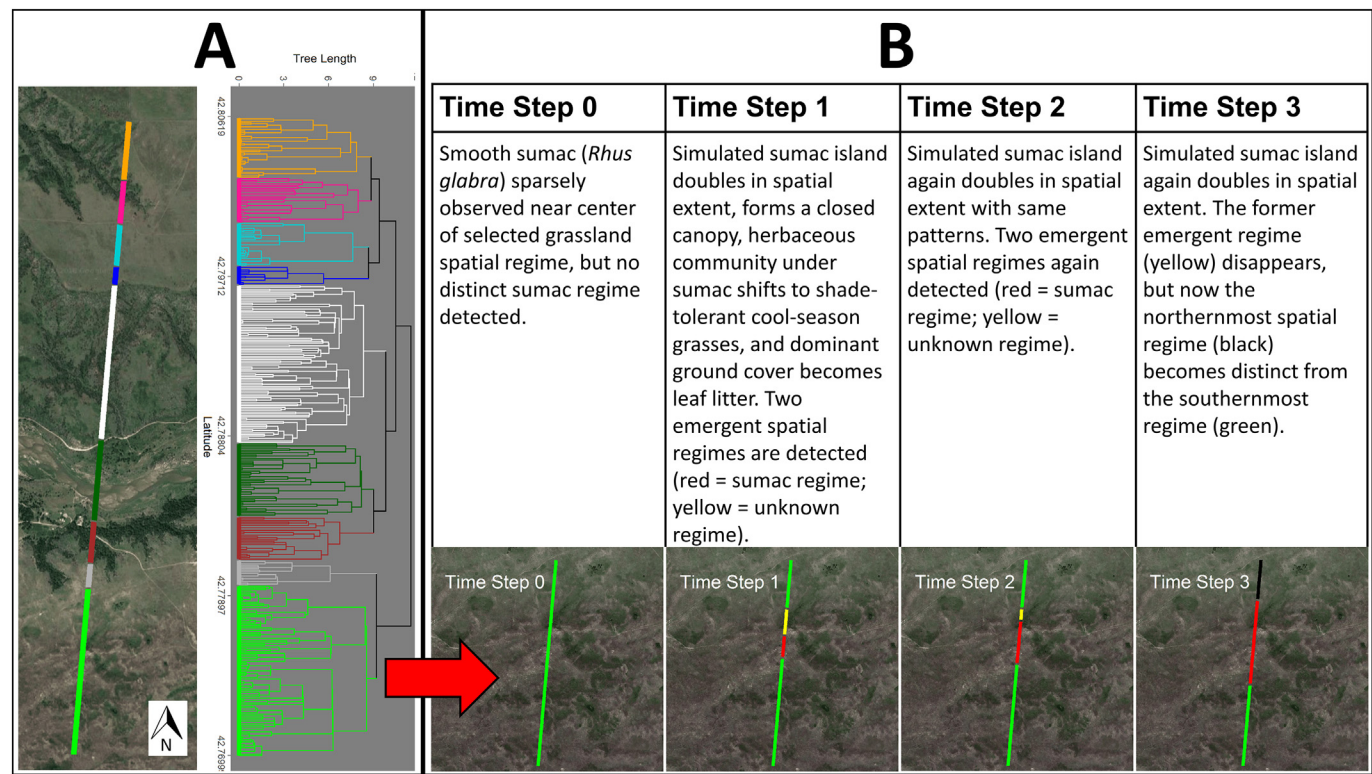 A
Tree Length
0
3
6
9
42.80619
42.79712
42.78804
42.77897
42.7699
Latitude
N
B
Time Step 0
Smooth sumac (Rhus
glabra) sparsely
observed near center
of selected grassland
spatial regime, but no
distinct sumac regime
detected.
Time Step 1
Simulated sumac island
doubles in spatial
extent, forms a closed
canopy, herbaceous
community under
sumac shifts to shade-
tolerant cool-season
grasses, and dominant
ground cover becomes
leaf litter. Two
emergent spatial
regimes are detected
(red = sumac regime;
yellow = unknown
regime).
Time Step 2
Simulated sumac island
again doubles in spatial
extent with same
patterns. Two emergent
spatial regimes again
detected (red = sumac
regime; yellow =
unknown regime).
Time Step 3
Simulated sumac island
again doubles in spatial
extent. The former
emergent regime
(yellow) disappears,
but now the
northernmost spatial
regime (black)
becomes distinct from
the southernmost
regime (green).
Time Step 0
Time Step 1
Time Step 2
Time Step 3